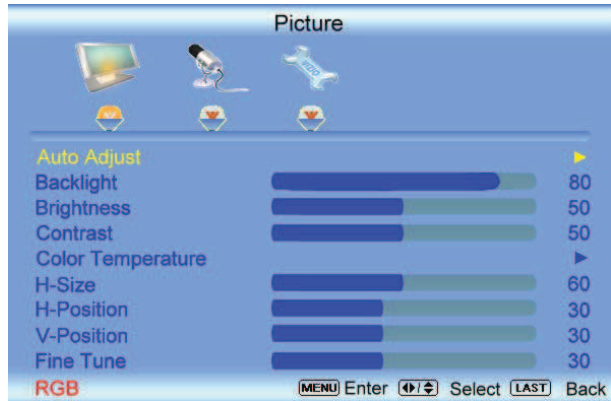 Picture
VIZIO
Auto Adjust
Backlight 80
Brightness 50
Contrast 50
Color Temperature
H-Size 60
H-Position 30
V-Position 30
Fine Tune 30
RGB MENU Enter Select LAST Back